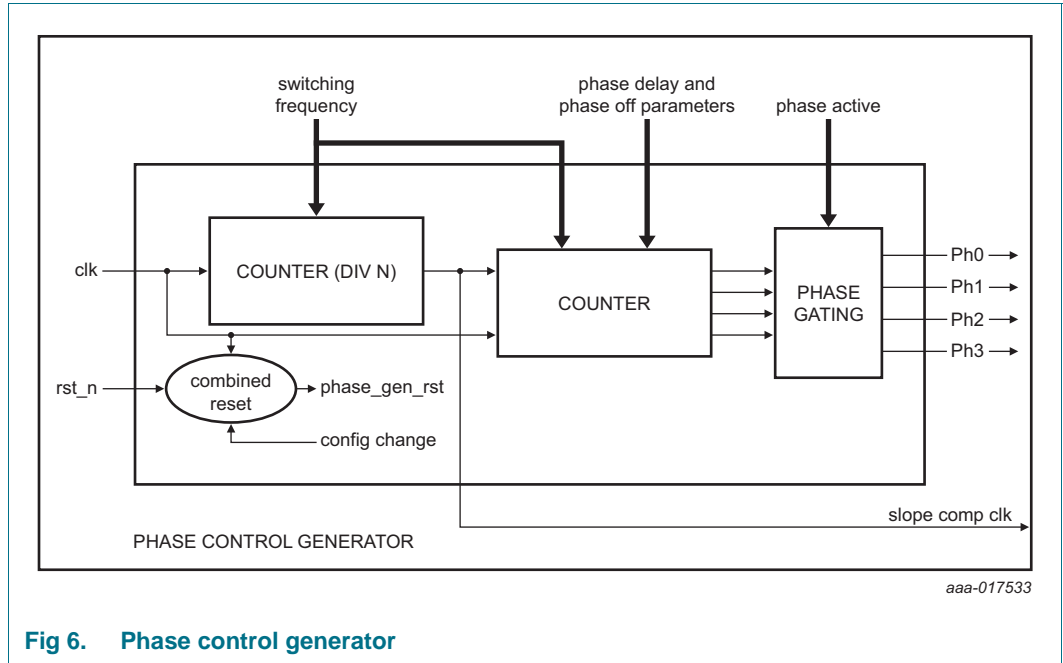 switching
frequency
phase delay and
phase off parameters
phase active
clk
COUNTER (DIV N)
COUNTER
PHASE
GATING
Ph0
Ph1
Ph2
Ph3
rst_n
combined
reset
phase_gen_rst
config change
slope comp clk
PHASE CONTROL GENERATOR
aaa-017533
Fig 6. Phase control generator